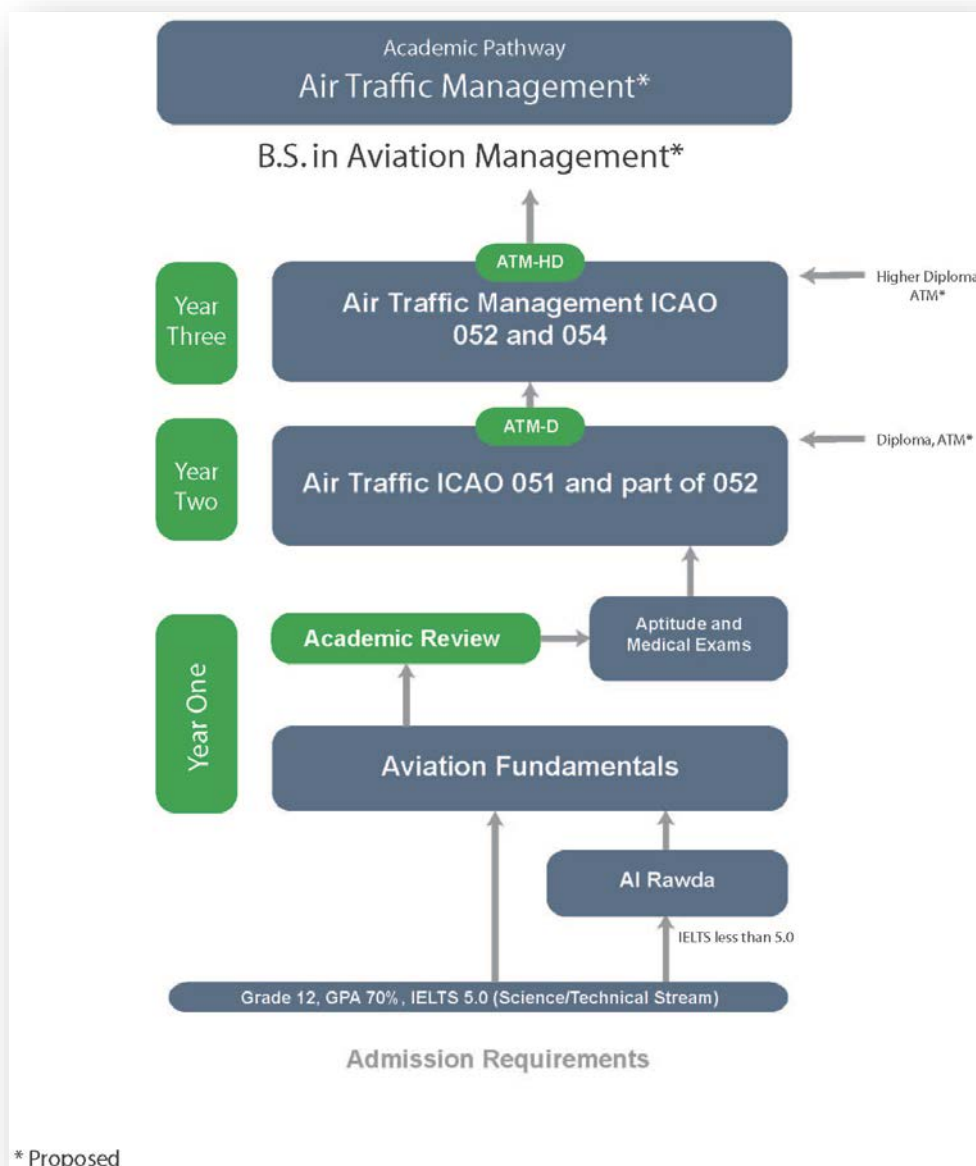 Academic Pathway
Air Traffic Management*
B.S. in Aviation Management*
ATM-HD
Year
Three
Air Traffic Management ICAO
052 and 054
Higher Diploma
ATM*
ATM-D
Year
Two
Air Traffic ICAO 051 and part of 052
Diploma, ATM*
Year One
Academic Review
Aptitude and
Medical Exams
Aviation Fundamentals
Al Rawda
IELTS less than 5.0
Grade 12, GPA 70%, IELTS 5.0 (Science/Technical Stream)
Admission Requirements
* Proposed